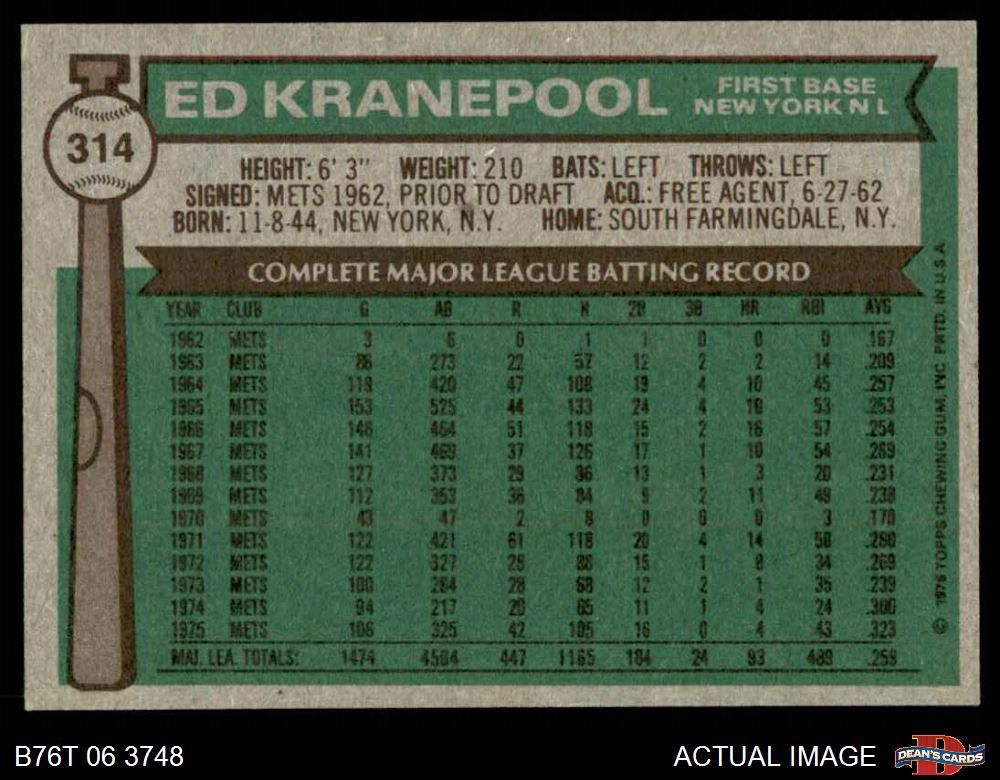 ED KRANEPOOL
FIRST BASE
NEW YORK N L
314
HEIGHT: 6' 3" WEIGHT: 210 BATS: LEFT THROWS: LEFT
SIGNED: METS 1962, PRIOR TO DRAFT ACQ.: FREE AGENT, 6-27-62
BORN: 11-8-44, NEW YORK, N.Y. HOME: SOUTH FARMINGDALE, N.Y.
COMPLETE MAJOR LEAGUE BATTING RECORD
YEAR CLUB G AB R H 2B 3B HR RBI AVG
1962 METS 3 6 0 1 1 0 0 0 .167
1963 METS 86 273 22 57 12 2 2 14 .209
1964 METS 119 420 47 108 19 4 10 45 .257
1965 METS 153 525 44 133 24 4 10 53 .253
1966 METS 146 464 51 118 15 2 16 57 .254
1967 METS 141 469 37 126 17 1 10 54 .269
1968 METS 127 373 29 86 13 1 3 20 .231
1969 METS 112 353 36 84 9 2 11 49 .238
1970 METS 43 47 2 8 0 0 0 3 .170
1971 METS 122 421 61 118 20 4 14 58 .280
1972 METS 122 327 28 88 15 1 8 34 .269
1973 METS 100 284 28 68 12 2 1 35 .239
1974 METS 94 217 20 65 11 1 4 24 .300
1975 METS 106 325 42 105 16 0 4 43 .323
MAJ. LEA. TOTALS: 1474 4504 447 1165 184 24 93 489 .259
© 1976 TOPPS CHEWING GUM, INC PRTD. IN U.S.A.
B76T 06 3748
ACTUAL IMAGE
D
DEAN'S CARDS